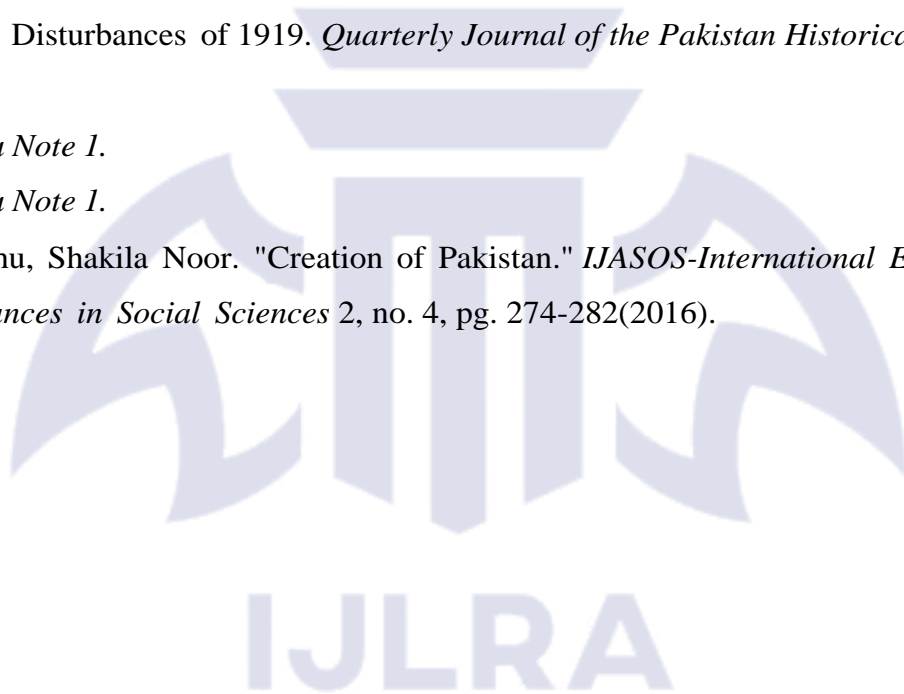 Disturbances of 1919. Quarterly Journal of the Pakistan Historica
Note 1.
Note 1.
nu, Shakila Noor. "Creation of Pakistan." IJASOS-International E
ances in Social Sciences 2, no. 4, pg. 274-282(2016).
IJLRA